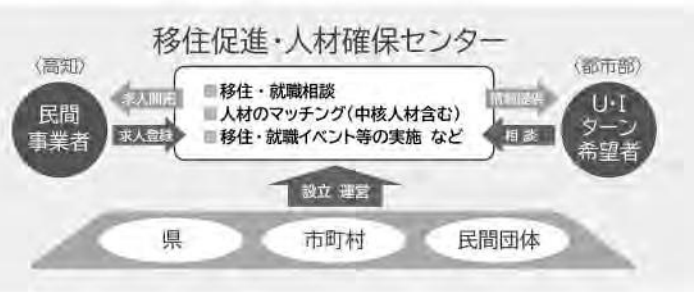 移住促進・人材確保センター
〈高知〉
民間
事業者
求人開拓
求人登録
■移住・就職相談
■人材のマッチング(中核人材含む)
■移住・就職イベント等の実施 など
〈都市部〉
U・I
ターン
希望者
情報提供
相談
設立 運営
県
市町村
民間団体